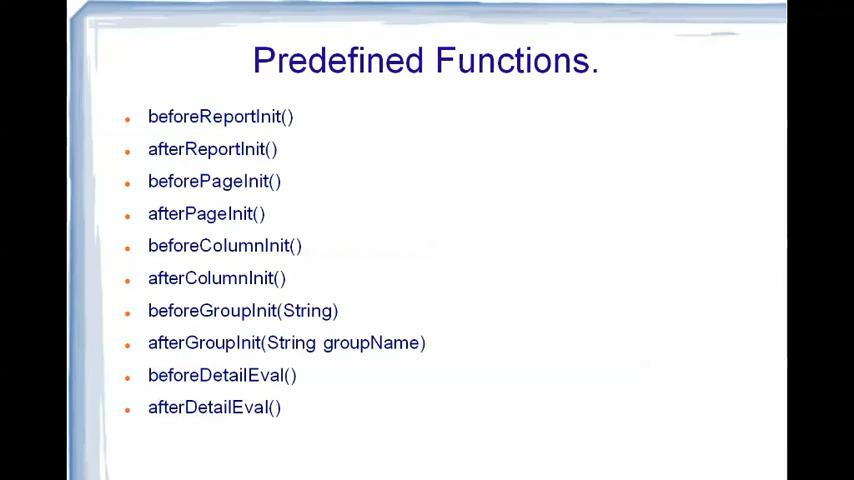 Predefined Functions.
beforeReportInit()
afterReportInit()
beforePageInit()
afterPageInit()
beforeColumnInit()
afterColumnInit()
beforeGroupInit(String)
afterGroupInit(String groupName)
beforeDetailEval()
afterDetailEval()